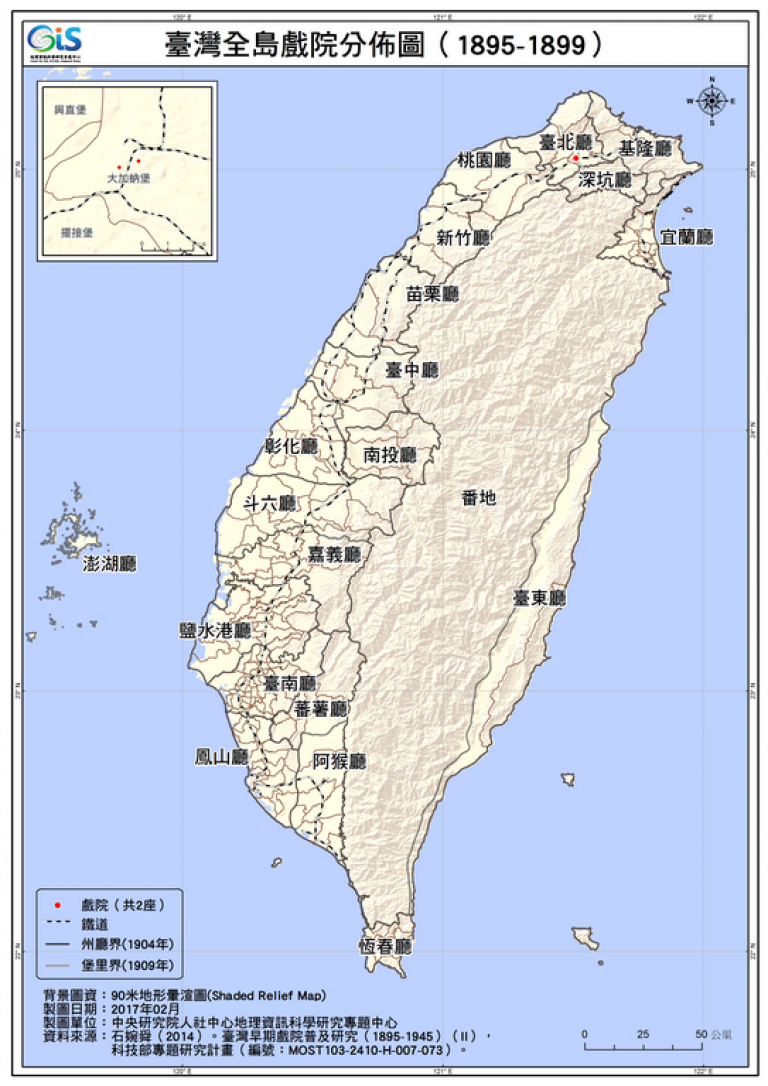 GiS
臺灣全島戲院分佈圖（1895-1899）
120° E
121° E
122° E
N
W
E
S
興直堡
大加蚋堡
擺接堡
臺北廳
基隆廳
桃園廳
深坑廳
宜蘭廳
新竹廳
苗栗廳
臺中廳
彰化廳
南投廳
斗六廳
番地
嘉義廳
澎湖廳
臺東廳
鹽水港廳
臺南廳
蕃薯廳
鳳山廳
阿猴廳
恆春廳
25° N
24° N
23° N
22° N
戲院（共2座）
鐵道
州廳界(1904年)
堡里界(1909年)
背景圖資：90米地形暈渲圖(Shaded Relief Map)
製圖日期：2017年02月
製圖單位：中央研究院人社中心地理資訊科學研究專題中心
資料來源：石婉舜（2014）。臺灣早期戲院普及研究（1895-1945）（II），
科技部專題研究計畫（編號：MOST103-2410-H-007-073）。
0 25 50 公里
120° E
121° E
122° E